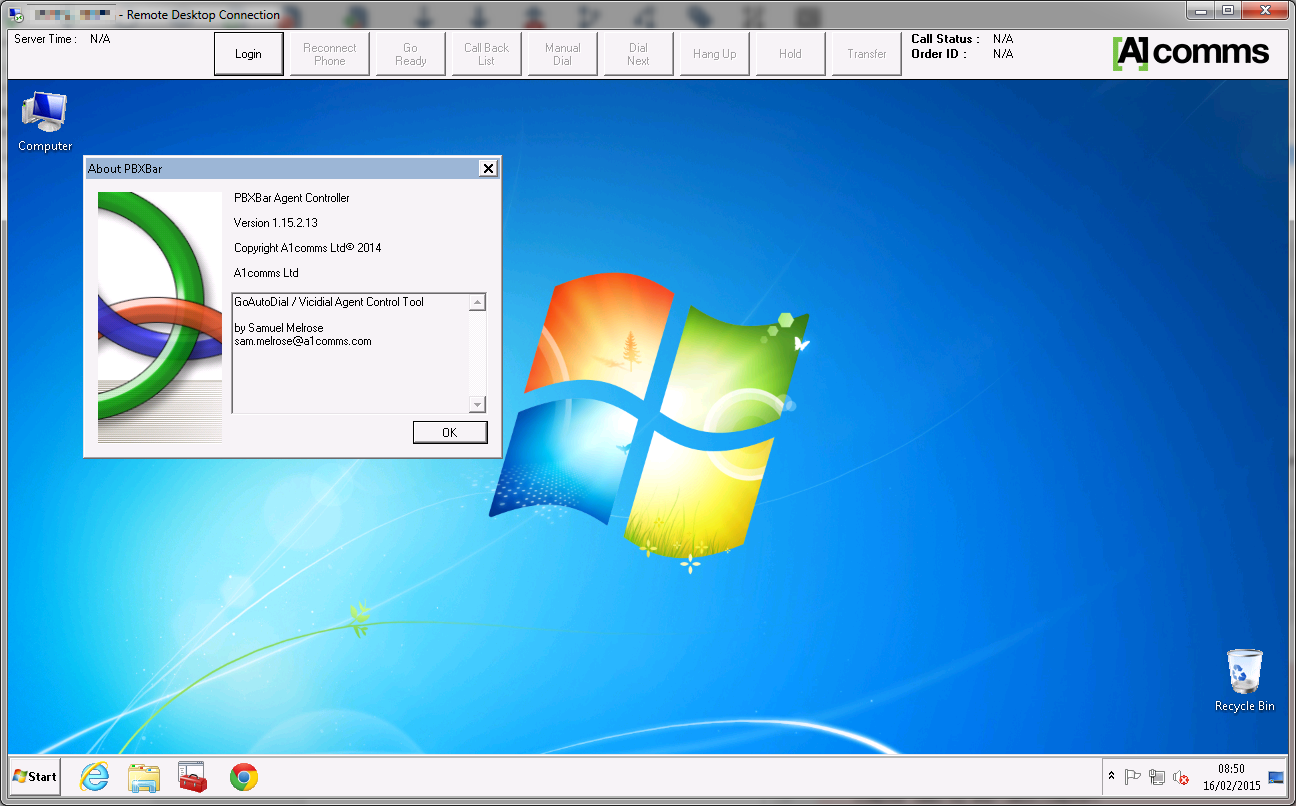 - Remote Desktop Connection
Server Time : N/A
Login
Reconnect
Phone
Go
Ready
Call Back
List
Manual
Dial
Dial
Next
Hang Up
Hold
Transfer
Call Status : N/A
Order ID : N/A
[A1]comms
Computer
About PBXBar
PBXBar Agent Controller
Version 1.15.2.13
Copyright A1comms Ltd© 2014
A1comms Ltd
GoAutoDial / Vicidial Agent Control Tool
by Samuel Melrose
sam.melrose@a1comms.com
OK
Recycle Bin
Start
08:50
16/02/2015